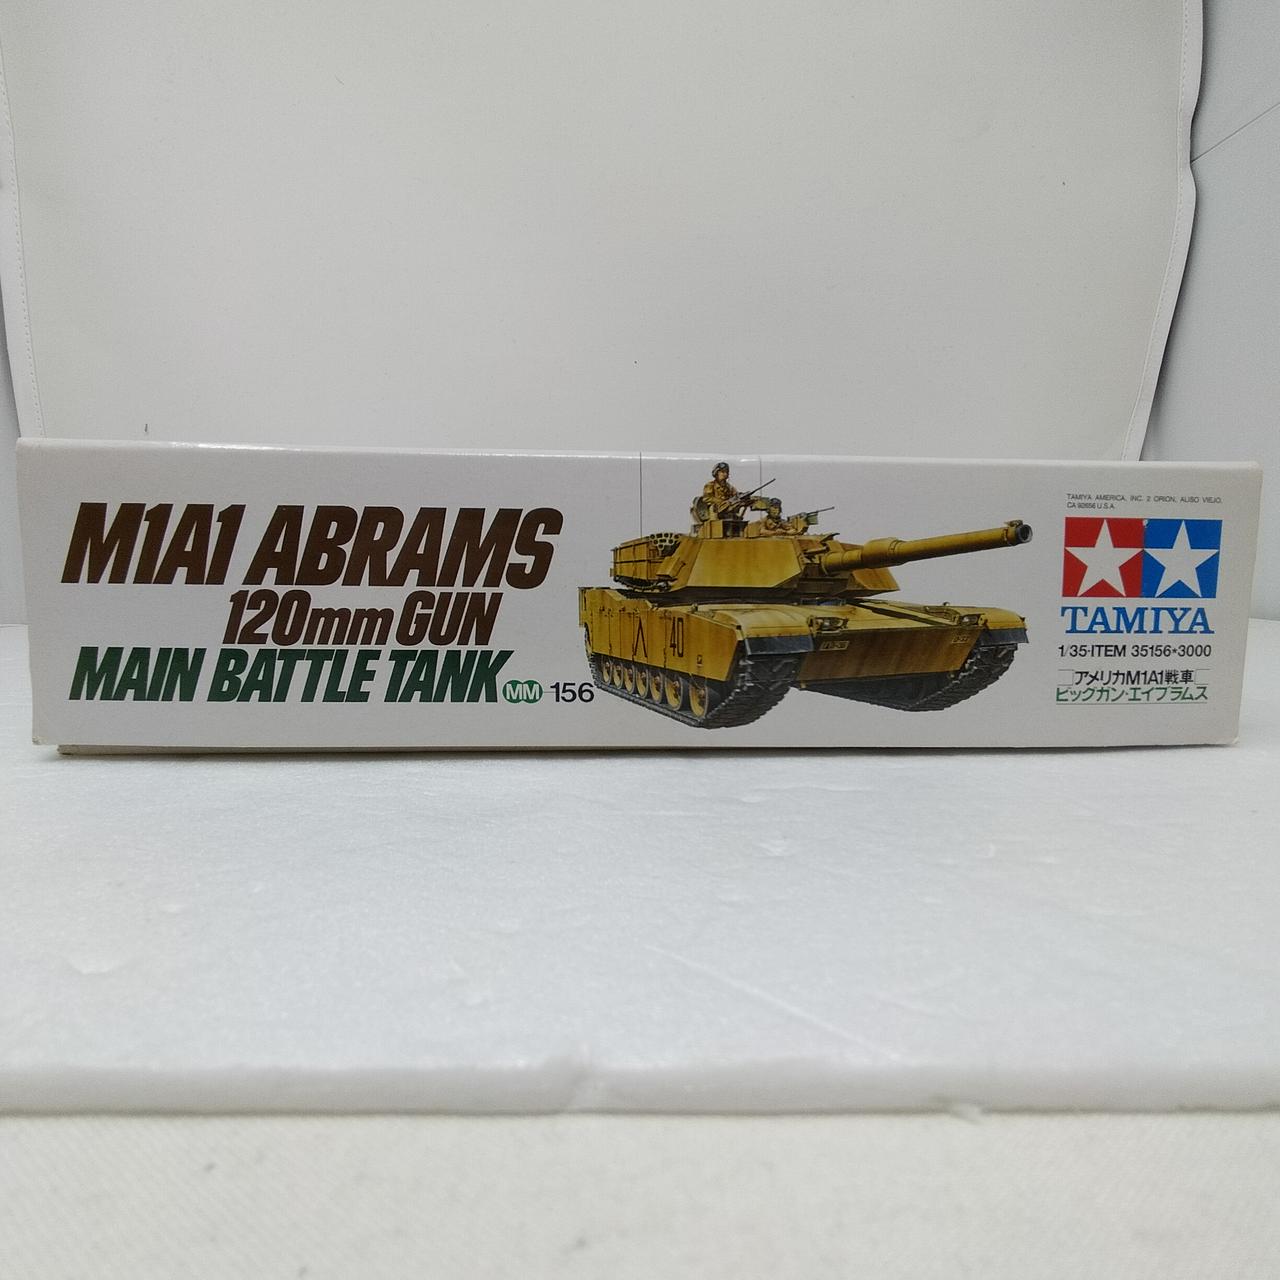 M1A1 ABRAMS
120mm GUN
MAIN BATTLE TANK MM 156
40
TAMIYA AMERICA, INC. 2 ORION, ALISO VIEJO,
CA 92656 U.S.A.
TAMIYA
1/35·ITEM 35156*3000
アメリカM1A1戦車
ビッグガン・エイブラムス